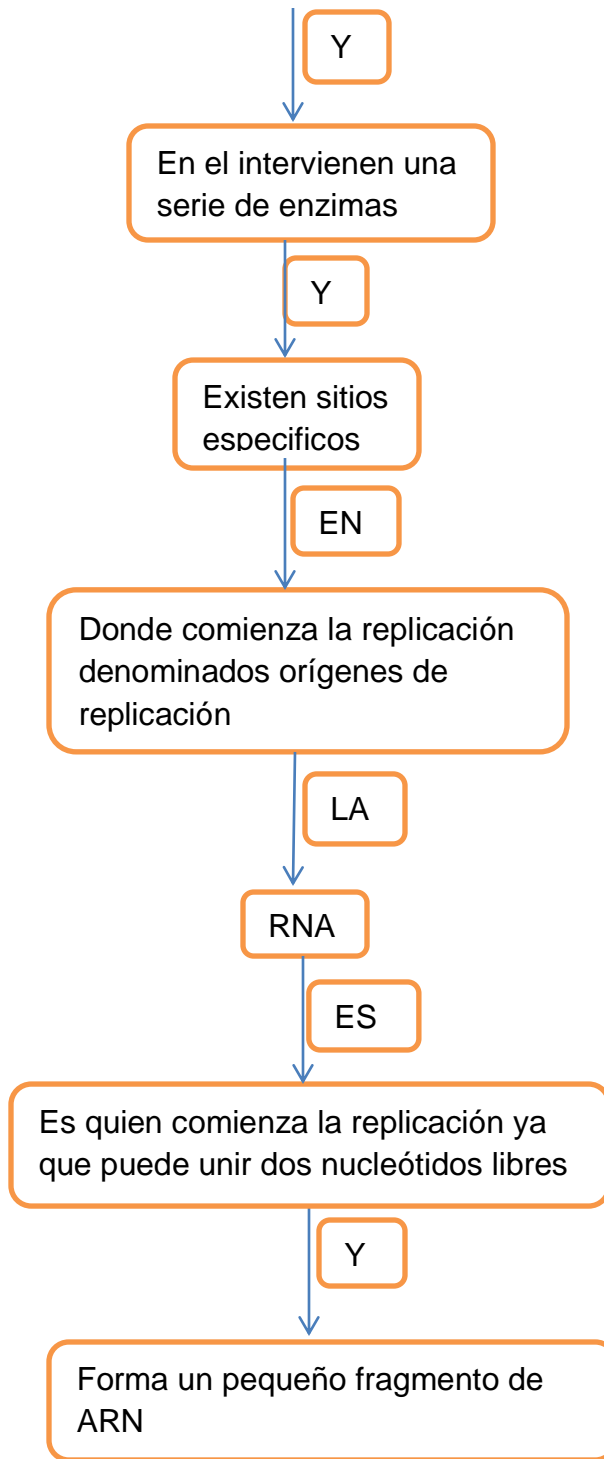 Y
En el intervienen una
serie de enzimas
Y
Existen sitios
especificos
EN
Donde comienza la replicación
denominados orígenes de
replicación
LA
RNA
ES
Es quien comienza la replicación ya
que puede unir dos nucleótidos libres
Y
Forma un pequeño fragmento de
ARN